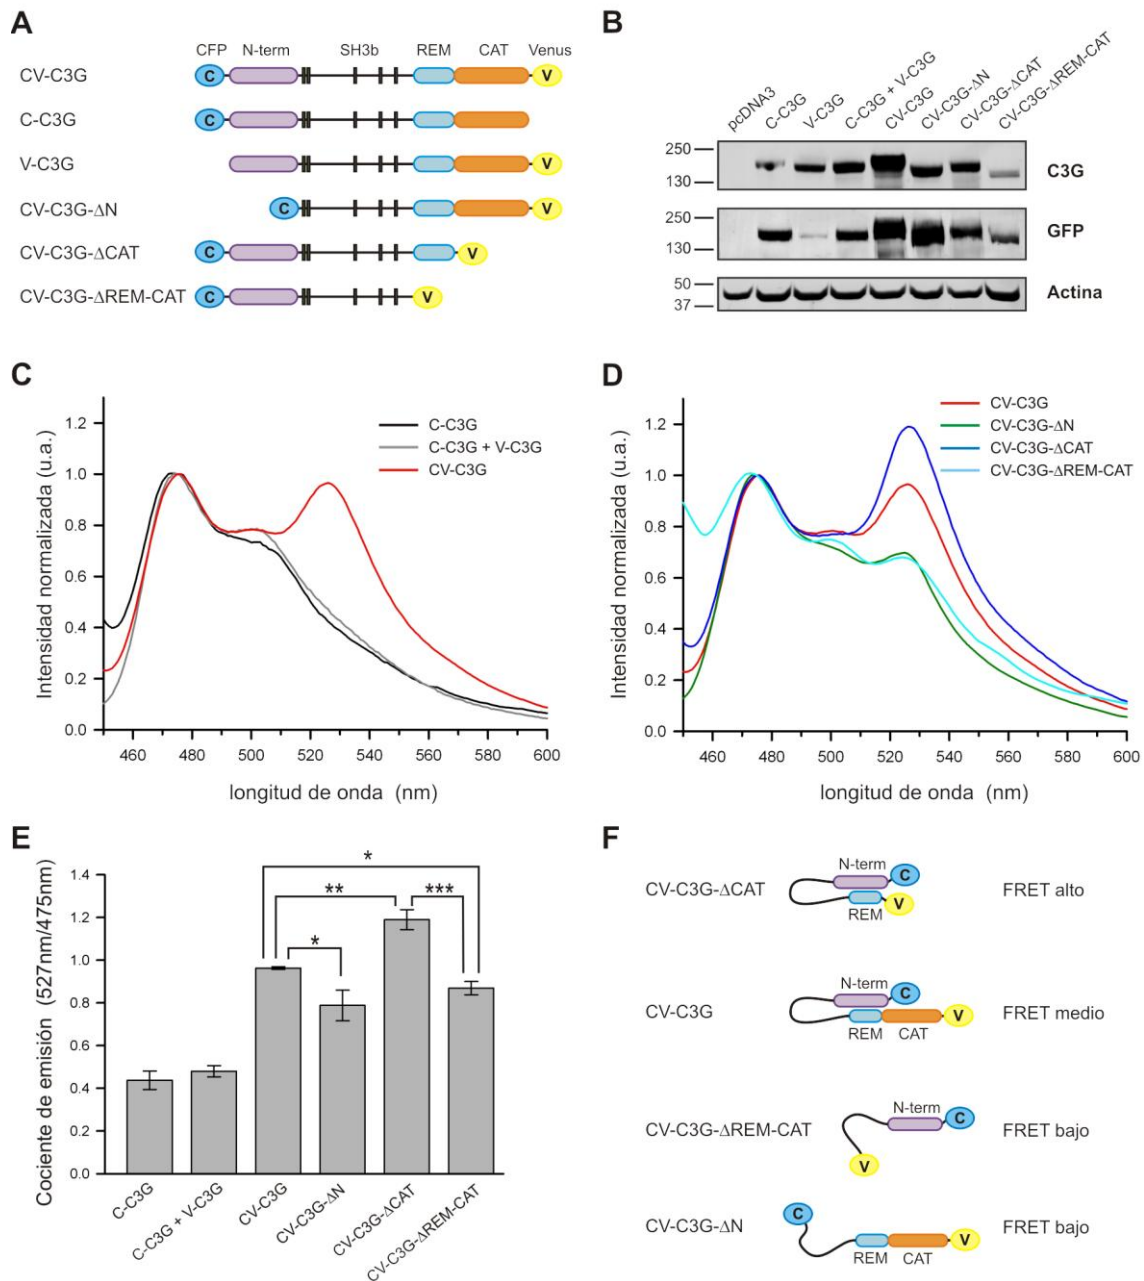 A
CFP N-term SH3b REM CAT Venus
CV-C3G C V
C-C3G C
V-C3G V
CV-C3G-ΔN C V
CV-C3G-ΔCAT C V
CV-C3G-ΔREM-CAT C V
B
pcDNA3
C-C3G
V-C3G
C-C3G + V-C3G
CV-C3G
CV-C3G-ΔN
CV-C3G-ΔCAT
CV-C3G-ΔREM-CAT
250
130
C3G
250
130
GFP
50
37
Actina
C
Intensidad normalizada (u.a.)
1.2
1.0
0.8
0.6
0.4
0.2
0.0
C-C3G
C-C3G + V-C3G
CV-C3G
460 480 500 520 540 560 580 600
longitud de onda (nm)
D
Intensidad normalizada (u.a.)
1.2
1.0
0.8
0.6
0.4
0.2
0.0
CV-C3G
CV-C3G-ΔN
CV-C3G-ΔCAT
CV-C3G-ΔREM-CAT
460 480 500 520 540 560 580 600
longitud de onda (nm)
E
Cociente de emisión (527nm/475nm)
1.4
1.2
1.0
0.8
0.6
0.4
0.2
0.0
*
**
***
*
C-C3G
C-C3G + V-C3G
CV-C3G
CV-C3G-ΔN
CV-C3G-ΔCAT
CV-C3G-ΔREM-CAT
F
N-term
CV-C3G-ΔCAT C FRET alto
V
REM
N-term
C
CV-C3G V FRET medio
REM CAT
N-term
CV-C3G-ΔREM-CAT C FRET bajo
V
C
CV-C3G-ΔN V FRET bajo
REM CAT